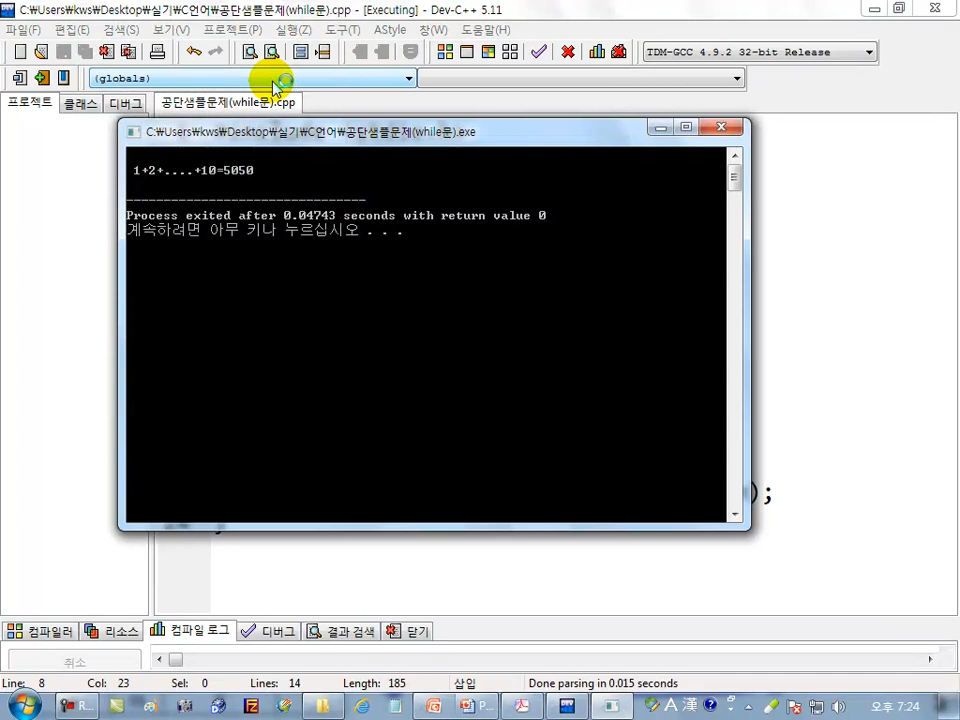 C:\Users\kws\Desktop\실기\C언어\공단샘플문제(while문).cpp - [Executing] - Dev-C++ 5.11
파일(F) 편집(E) 검색(S) 보기(V) 프로젝트(P) 실행(Z) 도구(T) AStyle 창(W) 도움말(H)
TDM-GCC 4.9.2 32-bit Release
(globals)
프로젝트 클래스 디버그 공단샘플문제(while문).cpp
C:\Users\kws\Desktop\실기\C언어\공단샘플문제(while문).exe
1+2+....+10=5050
--------------------------------
Process exited after 0.04743 seconds with return value 0
계속하려면 아무 키나 누르십시오 . . .
);
컴파일러 리소스 컴파일 로그 디버그 결과 검색 닫기
취소
Line: 8 Col: 23 Sel: 0 Lines: 14 Length: 185 삽입 Done parsing in 0.015 seconds
R... P... A 漢 오후 7:24